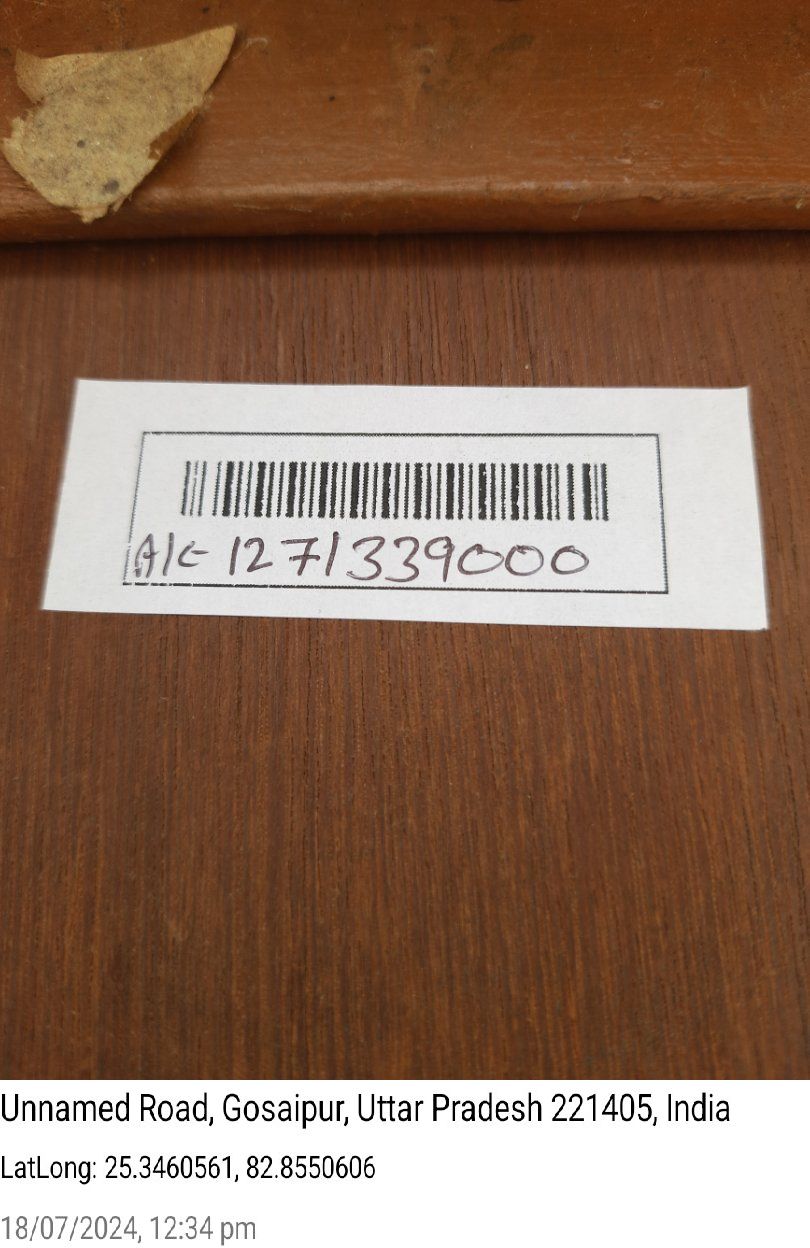 A/C 1271339000
Unnamed Road, Gosaipur, Uttar Pradesh 221405, India
LatLong: 25.3460561, 82.8550606
18/07/2024, 12:34 pm